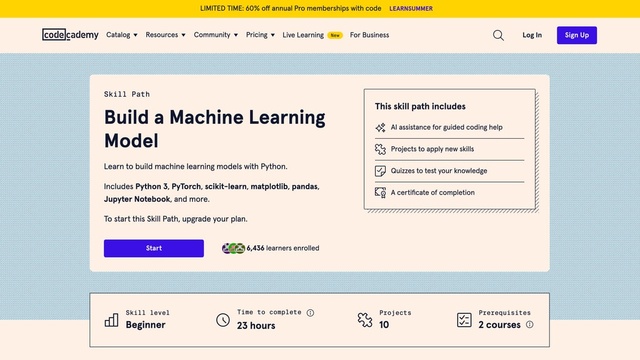 LIMITED TIME: 60% off annual Pro memberships with code LEARNSUMMER
codecademy Catalog Resources Community Pricing Live Learning New For Business Log In Sign Up
Skill Path
Build a Machine Learning
Model
Learn to build machine learning models with Python.
Includes Python 3, PyTorch, scikit-learn, matplotlib, pandas,
Jupyter Notebook, and more.
To start this Skill Path, upgrade your plan.
Start 6,436 learners enrolled
This skill path includes
AI assistance for guided coding help
Projects to apply new skills
Quizzes to test your knowledge
A certificate of completion
Skill level
Beginner
Time to complete
23 hours
Projects
10
Prerequisites
2 courses